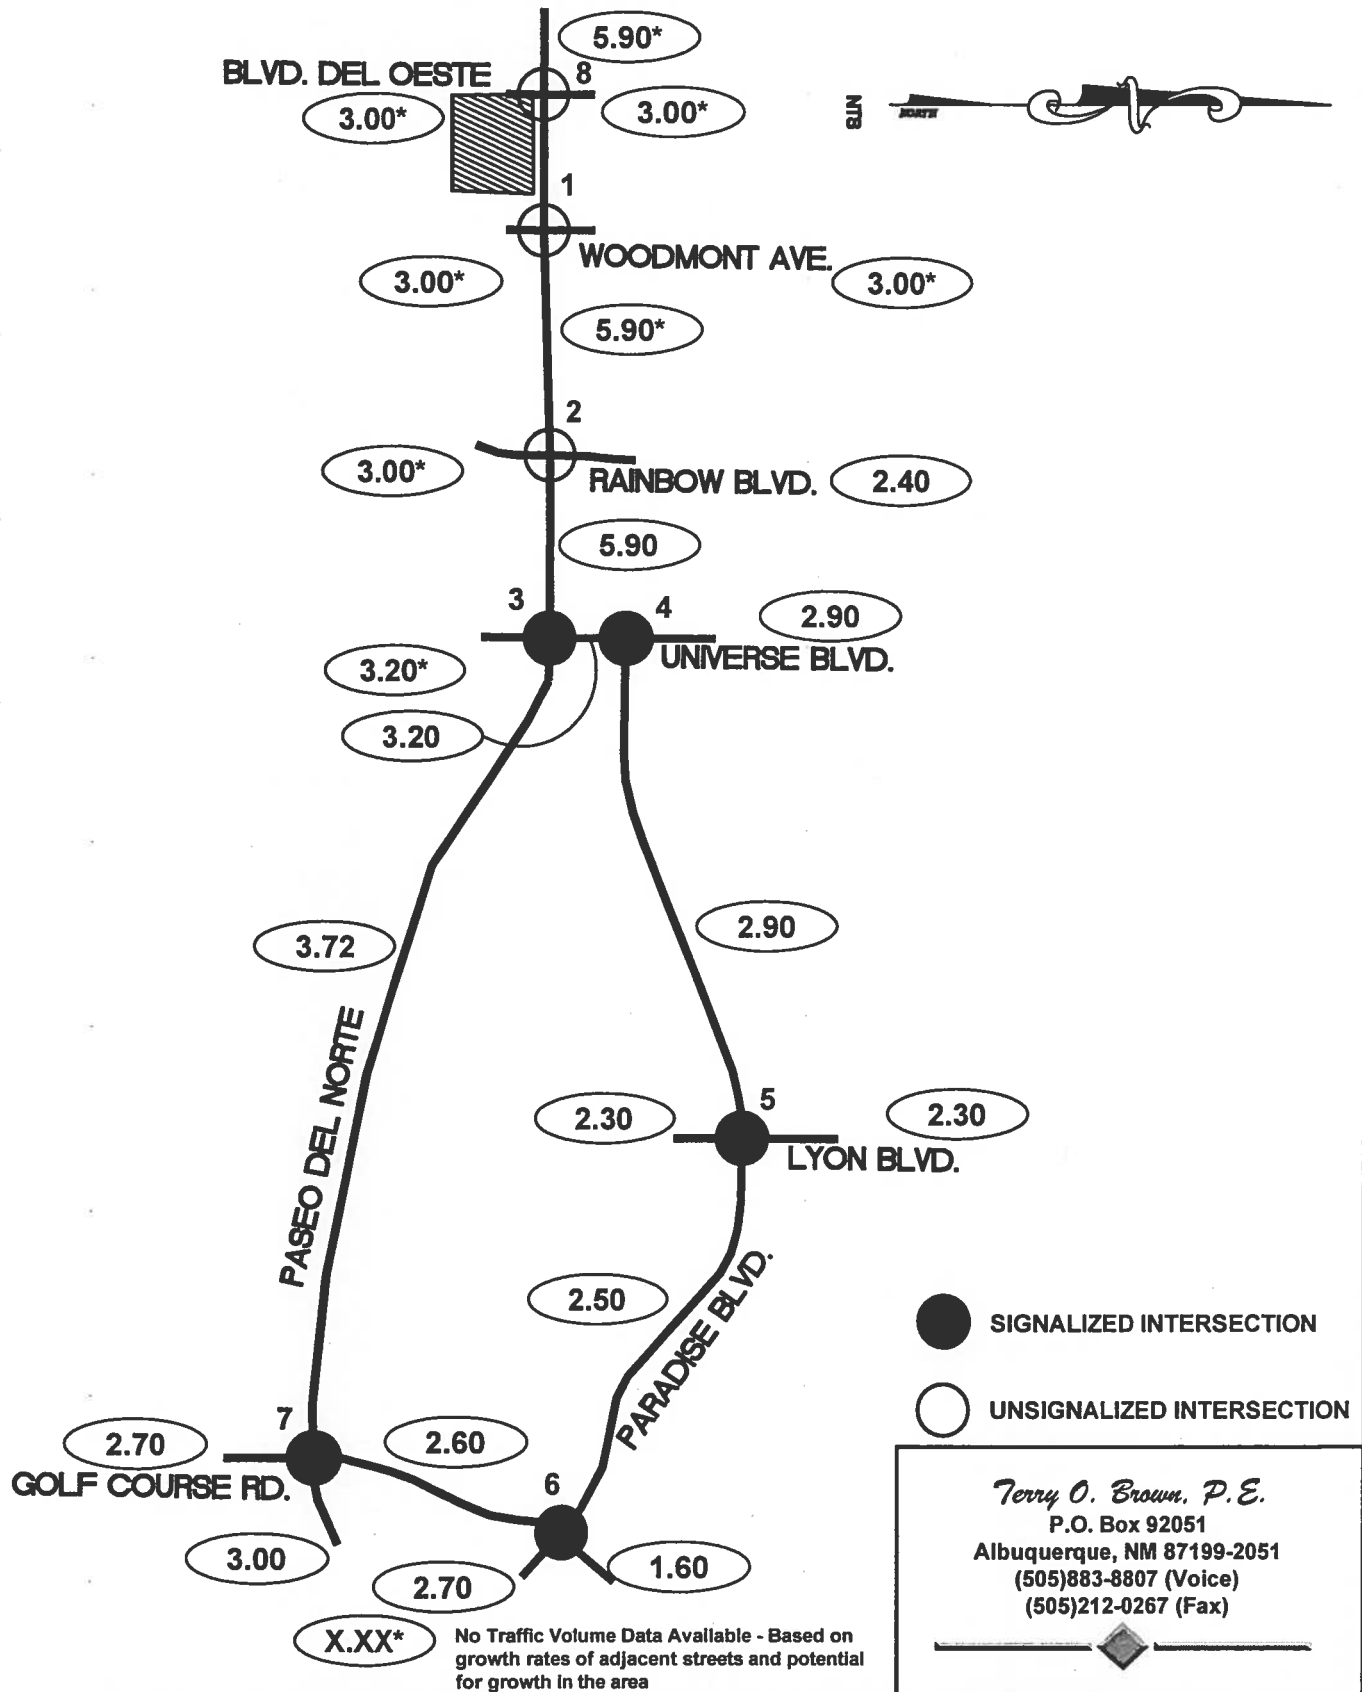 5.90*
BLVD. DEL OESTE
8
3.00*
3.00*
NTS
NORTH
1
WOODMONT AVE.
3.00*
3.00*
5.90*
2
3.00*
RAINBOW BLVD.
2.40
5.90
3
4
2.90
UNIVERSE BLVD.
3.20*
3.20
3.72
2.90
PASEO DEL NORTE
5
2.30
2.30
LYON BLVD.
2.50
PARADISE BLVD.
SIGNALIZED INTERSECTION
UNSIGNALIZED INTERSECTION
7
2.70
2.60
GOLF COURSE RD.
6
3.00
2.70
1.60
X.XX*
No Traffic Volume Data Available - Based on
growth rates of adjacent streets and potential
for growth in the area
Terry O. Brown, P.E.
P.O. Box 92051
Albuquerque, NM 87199-2051
(505)883-8807 (Voice)
(505)212-0267 (Fax)